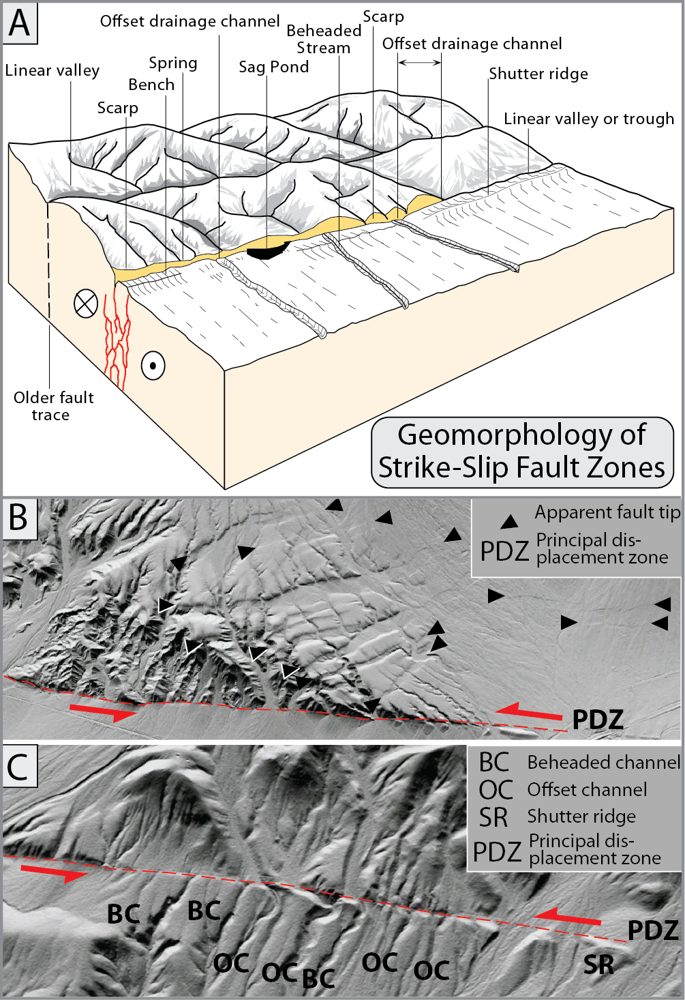 A
Offset drainage channel
Scarp
Beheaded
Stream
Offset drainage channel
Linear valley
Spring
Sag Pond
Shutter ridge
Bench
Scarp
Linear valley or trough
Older fault
trace
Geomorphology of
Strike-Slip Fault Zones
B
Apparent fault tip
PDZ Principal dis-
placement zone
PDZ
C
BC Beheaded channel
OC Offset channel
SR Shutter ridge
PDZ Principal dis-
placement zone
BC
BC
PDZ
OC
OC
BC
OC
OC
SR